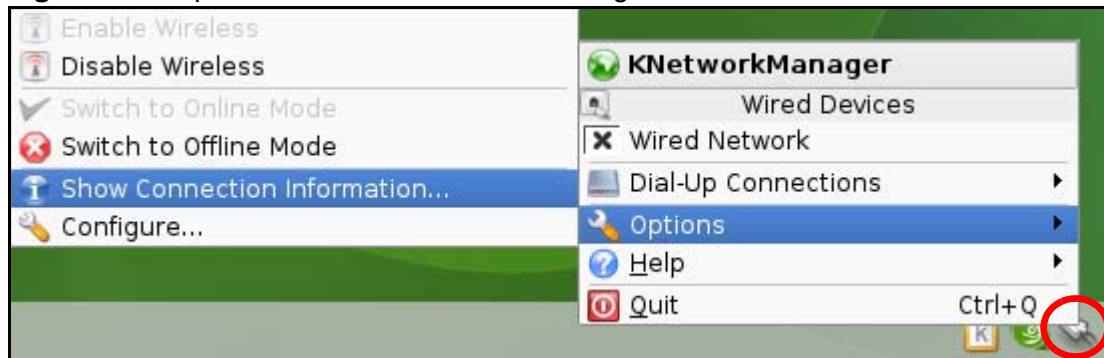 Enable Wireless
Disable Wireless
Switch to Online Mode
Switch to Offline Mode
Show Connection Information...
Configure...
KNetworkManager
Wired Devices
Wired Network
Dial-Up Connections
Options
Help
Quit Ctrl+Q
K